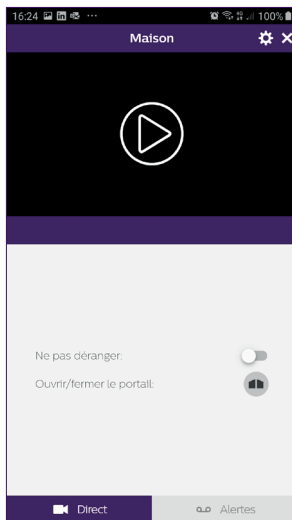 16:24 100%
Maison
Ne pas déranger:
Ouvrir/fermer le portail:
Direct Alertes